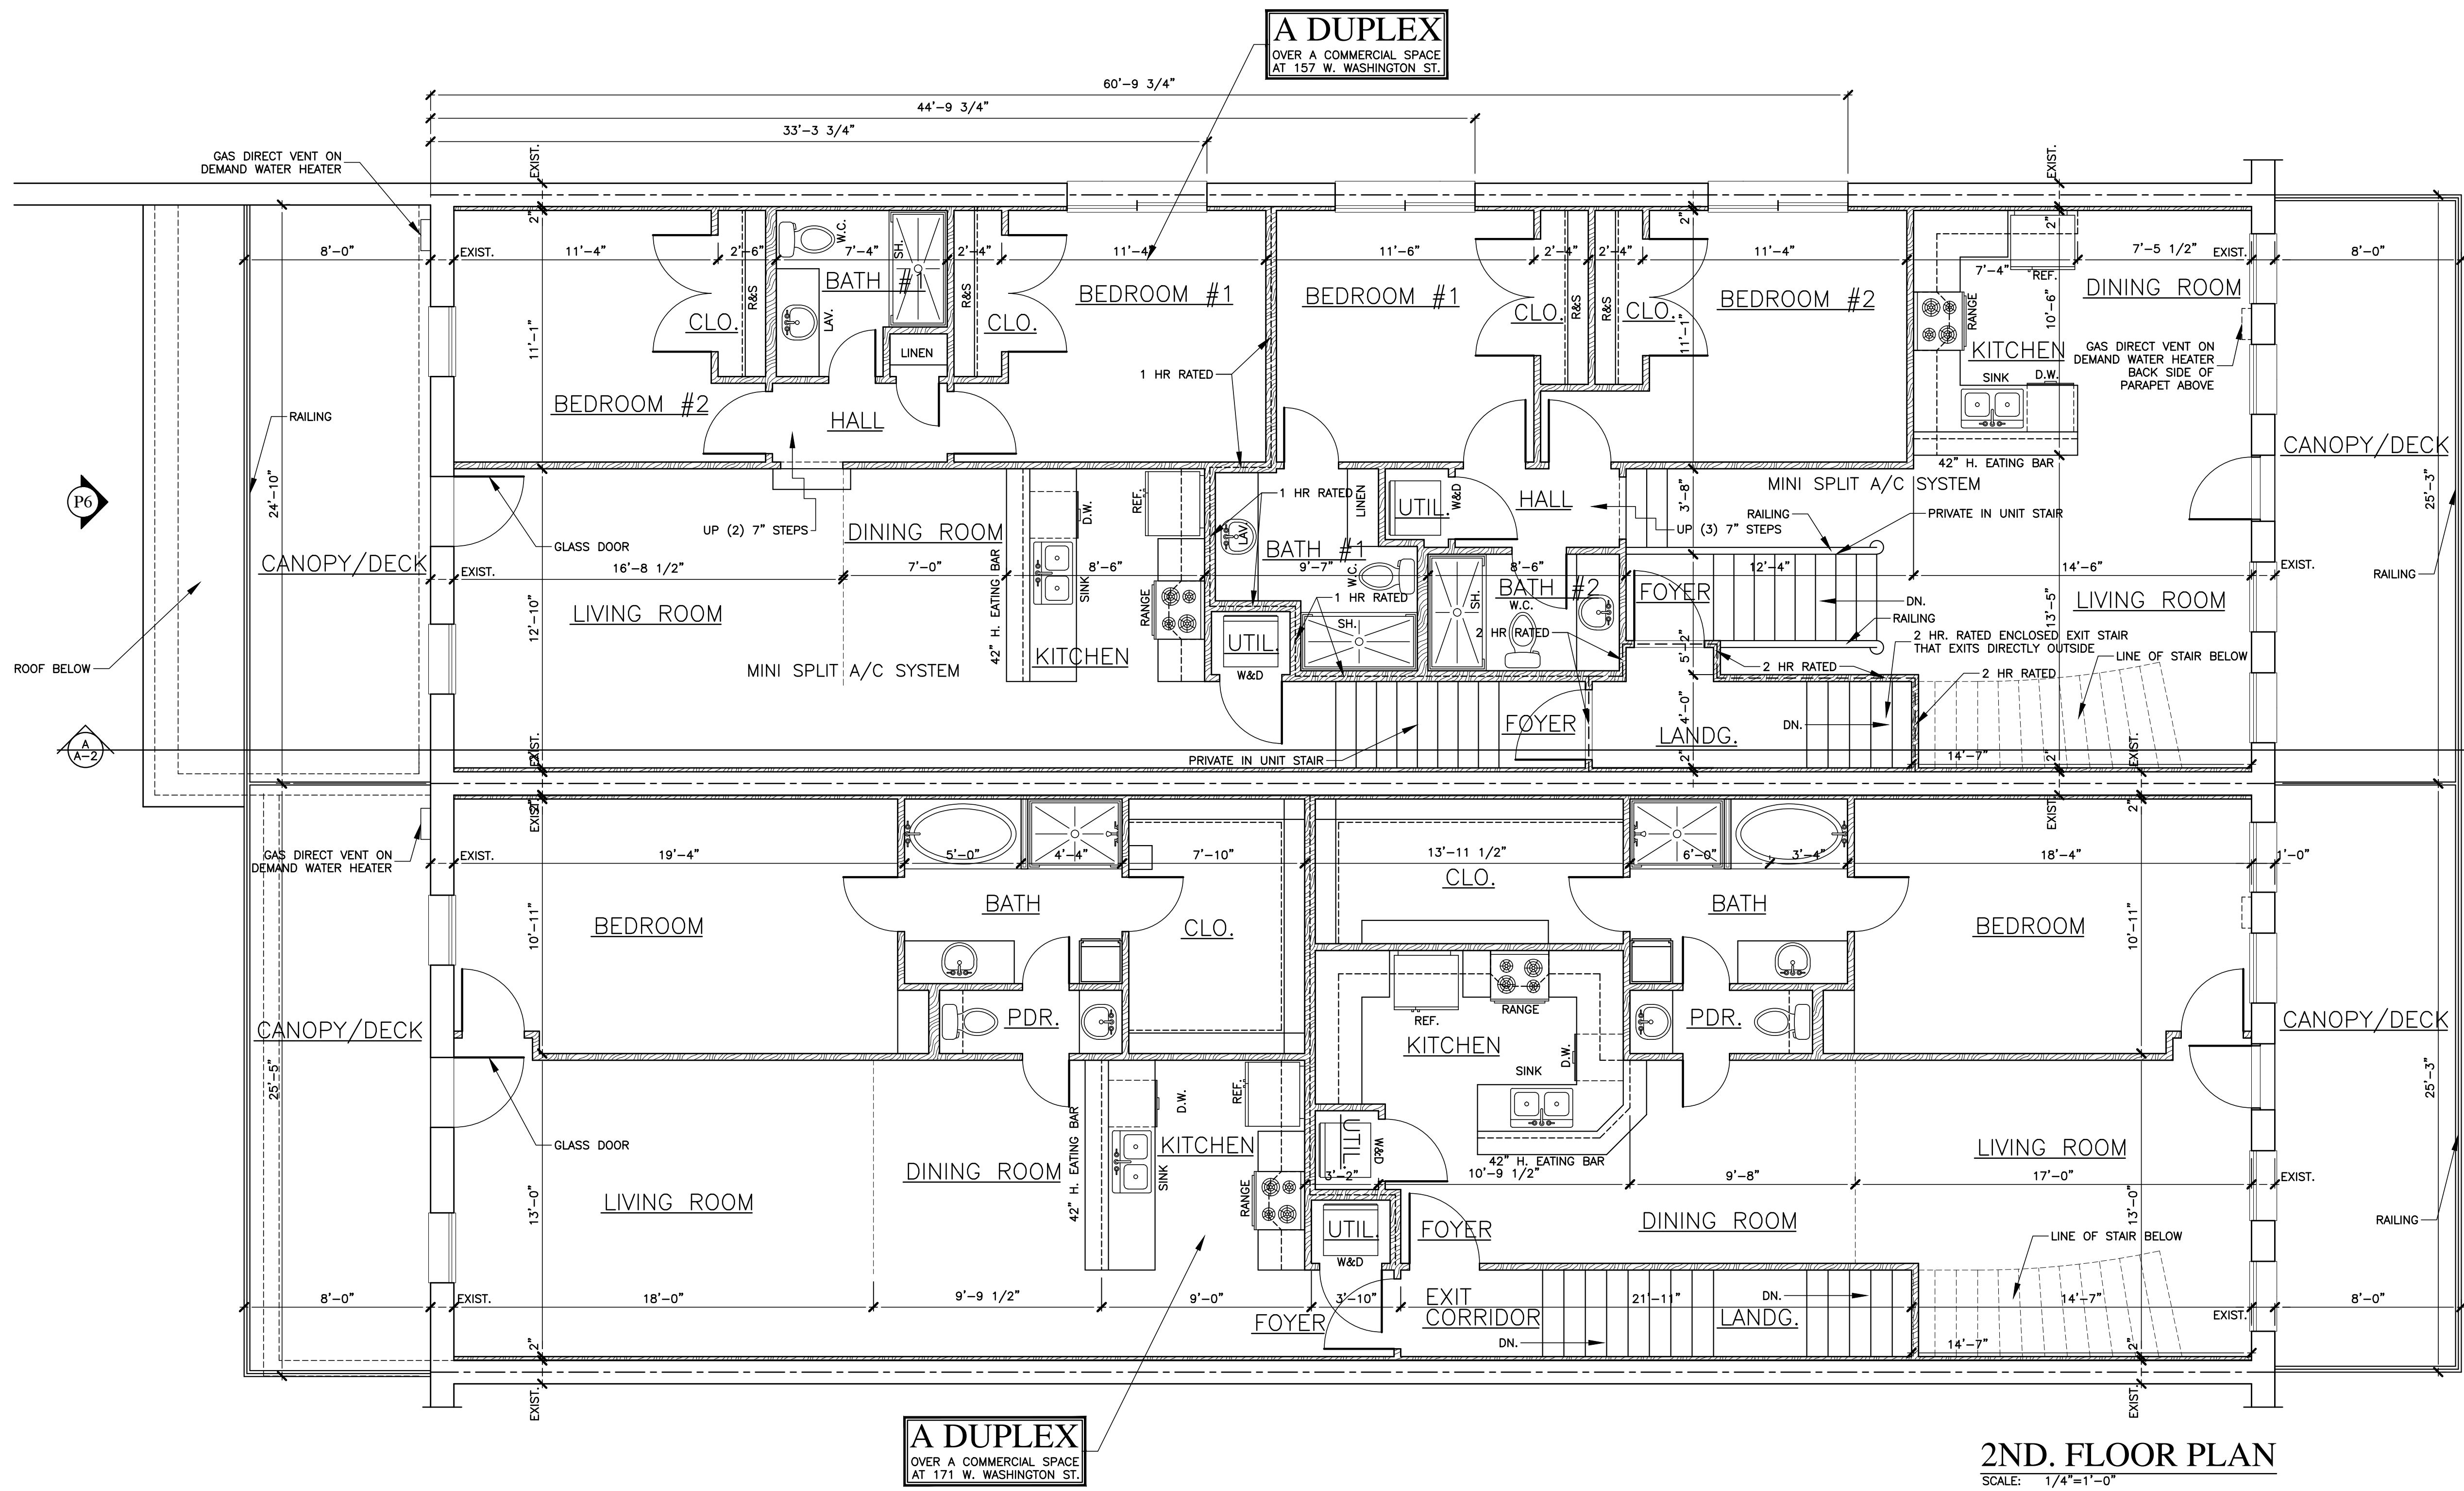 A DUPLEX
OVER A COMMERCIAL SPACE
AT 157 W. WASHINGTON ST.
60'-9 3/4"
44'-9 3/4"
33'-3 3/4"
GAS DIRECT VENT ON
DEMAND WATER HEATER
EXIST.
EXIST.
2"
2"
2"
8'-0"
EXIST.
11'-4"
2'-6"
7'-4"
2'-4"
11'-4"
11'-6"
2'-4"
2'-4"
11'-4"
7'-4"
7'-5 1/2"
EXIST.
8'-0"
W.C.
SH.
R&S
BATH #1
LAV.
R&S
CLO.
CLO.
BEDROOM #1
BEDROOM #1
CLO.
R&S
R&S
CLO.
BEDROOM #2
REF.
DINING ROOM
RANGE
10'-6"
KITCHEN
GAS DIRECT VENT ON
DEMAND WATER HEATER
BACK SIDE OF
PARAPET ABOVE
11'-1"
LINEN
11'-1"
1 HR RATED
SINK
D.W.
RAILING
BEDROOM #2
HALL
CANOPY/DECK
42" H. EATING BAR
MINI SPLIT A/C SYSTEM
P6
24'-10"
UP (2) 7" STEPS
DINING ROOM
D.W.
REF.
1 HR RATED
LINEN
UTIL.
W&D
HALL
3'-8"
25'-3"
RAILING
PRIVATE IN UNIT STAIR
UP (3) 7" STEPS
GLASS DOOR
LAV.
BATH #1
CANOPY/DECK
EXIST.
16'-8 1/2"
7'-0"
8'-6"
9'-7"
W.C.
8'-6"
12'-4"
14'-6"
EXIST.
RAILING
42" H. EATING BAR
SINK
RANGE
1 HR RATED
SH.
BATH #2
W.C.
FOYER
DN.
RAILING
LIVING ROOM
LIVING ROOM
12'-10"
UTIL.
SH.
2 HR RATED
5'-2"
13'-5"
2 HR. RATED ENCLOSED EXIT STAIR
THAT EXITS DIRECTLY OUTSIDE
LINE OF STAIR BELOW
ROOF BELOW
MINI SPLIT A/C SYSTEM
KITCHEN
W&D
2 HR RATED
2 HR RATED
4'-0"
FOYER
DN.
LANDG.
A
A-2
EXIST.
PRIVATE IN UNIT STAIR
2"
14'-7"
2"
EXIST.
EXIST.
EXIST.
2"
GAS DIRECT VENT ON
DEMAND WATER HEATER
EXIST.
19'-4"
5'-0"
4'-4"
7'-10"
13'-11 1/2"
6'-0"
3'-4"
18'-4"
1'-0"
CLO.
BATH
BATH
BEDROOM
10'-11"
CLO.
BEDROOM
10'-11"
PDR.
REF.
RANGE
PDR.
CANOPY/DECK
CANOPY/DECK
KITCHEN
D.W.
SINK
25'-5"
25'-3"
GLASS DOOR
42" H. EATING BAR
D.W.
REF.
KITCHEN
UTIL.
W&D
42" H. EATING BAR
LIVING ROOM
DINING ROOM
SINK
RANGE
3'-2"
10'-9 1/2"
9'-8"
17'-0"
EXIST.
LIVING ROOM
13'-0"
13'-0"
UTIL.
W&D
FOYER
DINING ROOM
RAILING
LINE OF STAIR BELOW
8'-0"
EXIST.
18'-0"
9'-9 1/2"
9'-0"
3'-10"
EXIT
CORRIDOR
21'-11"
DN.
14'-7"
EXIST.
8'-0"
FOYER
LANDG.
DN.
2"
14'-7"
2"
EXIST.
EXIST.
A DUPLEX
OVER A COMMERCIAL SPACE
AT 171 W. WASHINGTON ST.
2ND. FLOOR PLAN
SCALE: 1/4"=1'-0"